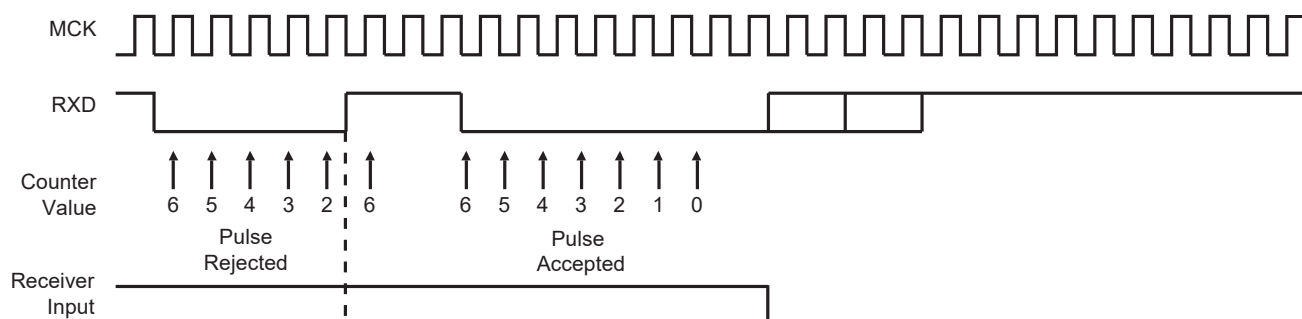 MCK
RXD
Counter
Value
6 5 4 3 2 6 6 5 4 3 2 1 0
Pulse
Rejected
Pulse
Accepted
Receiver
Input